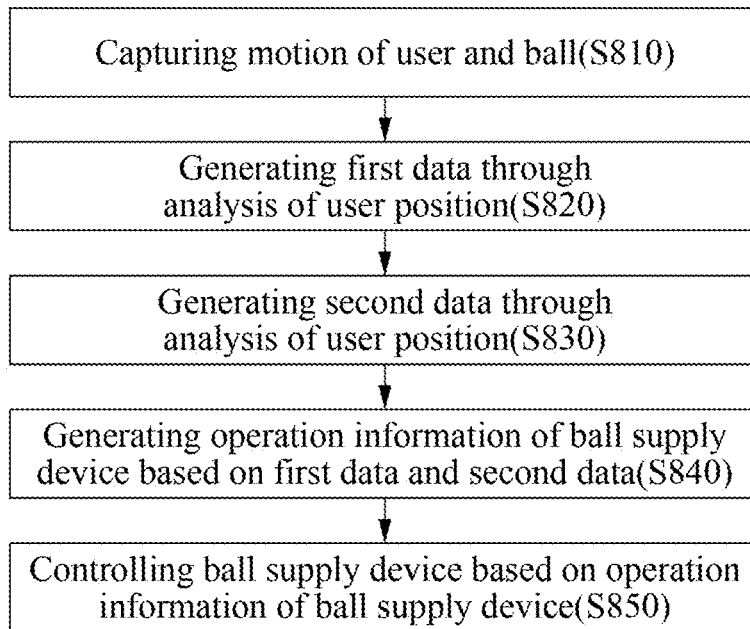 Capturing motion of user and ball(S810)
Generating first data through
analysis of user position(S820)
Generating second data through
analysis of user position(S830)
Generating operation information of ball supply
device based on first data and second data(S840)
Controlling ball supply device based on operation
information of ball supply device(S850)